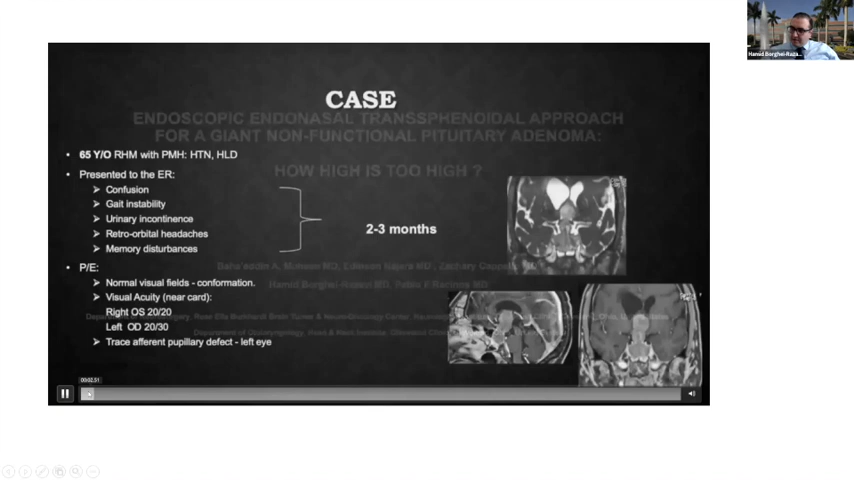 Hamid Borghei-Raza...
CASE
ENDOSCOPIC ENDONASAL TRANSSPHENOIDAL APPROACH
FOR A GIANT NON-FUNCTIONAL PITUITARY ADENOMA:
HOW HIGH IS TOO HIGH ?
• 65 Y/O RHM with PMH: HTN, HLD
• Presented to the ER:
➤ Confusion
➤ Gait instability
➤ Urinary incontinence
➤ Retro-orbital headaches
➤ Memory disturbances
2-3 months
• P/E:
➤ Normal visual fields - conformation.
➤ Visual Acuity (near card):
Right OS 20/20
Left OD 20/30
➤ Trace afferent pupillary defect - left eye
Hamid Borghei-Razavi MD
00:02.51